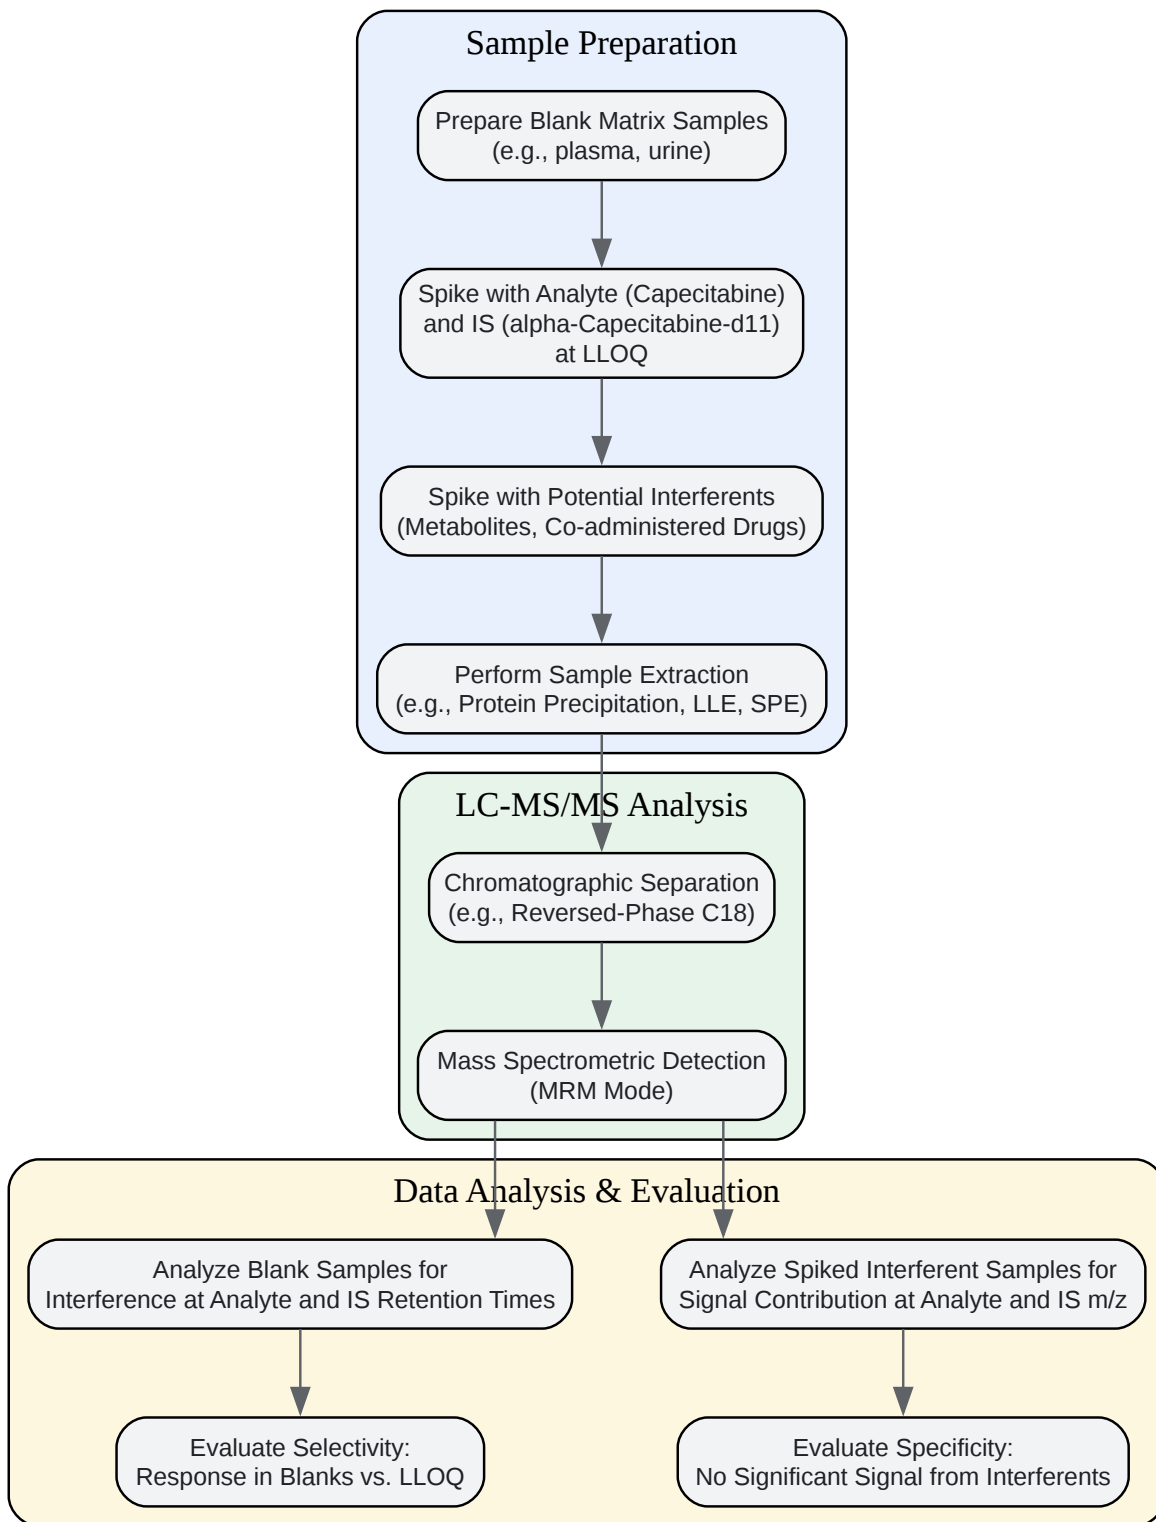 Sample Preparation
Prepare Blank Matrix Samples
(e.g., plasma, urine)
Spike with Analyte (Capecitabine)
and IS (alpha-Capecitabine-d11)
at LLOQ
Spike with Potential Interferents
(Metabolites, Co-administered Drugs)
Perform Sample Extraction
(e.g., Protein Precipitation, LLE, SPE)
LC-MS/MS Analysis
Chromatographic Separation
(e.g., Reversed-Phase C18)
Mass Spectrometric Detection
(MRM Mode)
Data Analysis & Evaluation
Analyze Blank Samples for
Interference at Analyte and IS Retention Times
Analyze Spiked Interferent Samples for
Signal Contribution at Analyte and IS m/z
Evaluate Selectivity:
Response in Blanks vs. LLOQ
Evaluate Specificity:
No Significant Signal from Interferents